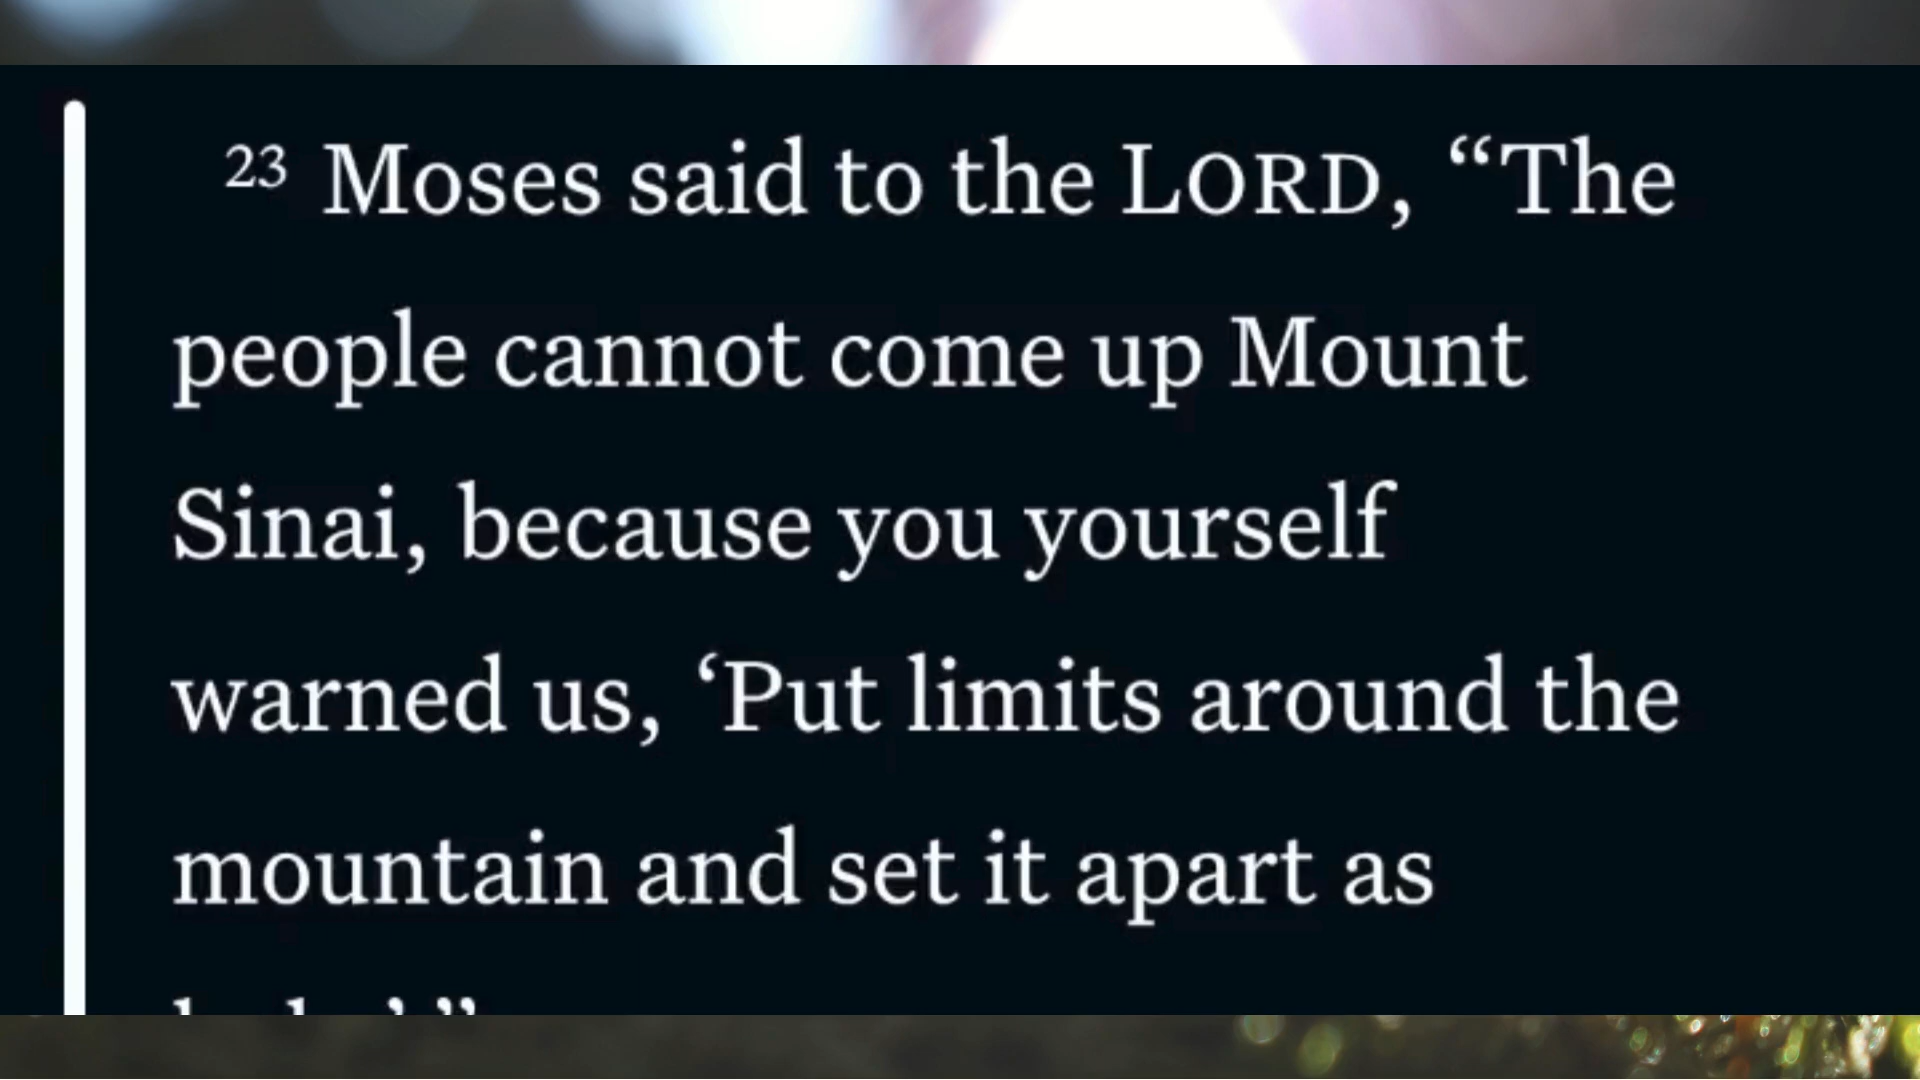 23 Moses said to the LORD, “The
people cannot come up Mount
Sinai, because you yourself
warned us, ‘Put limits around the
mountain and set it apart as